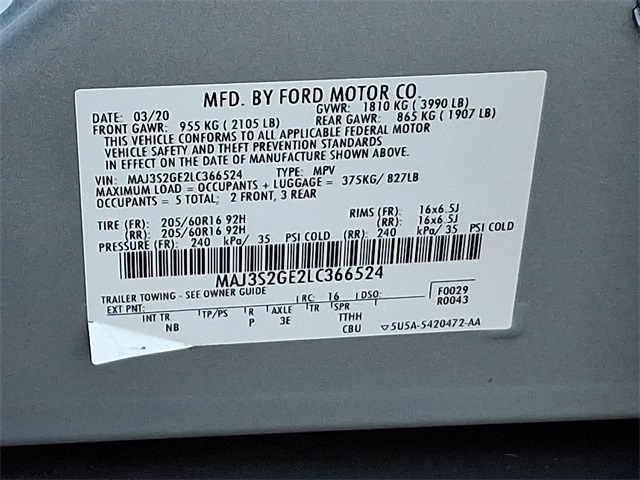 MFD. BY FORD MOTOR CO.
DATE: 03/20 GVWR: 1810 KG ( 3990 LB)
FRONT GAWR: 955 KG ( 2105 LB) REAR GAWR: 865 KG ( 1907 LB)
THIS VEHICLE CONFORMS TO ALL APPLICABLE FEDERAL MOTOR
VEHICLE SAFETY AND THEFT PREVENTION STANDARDS
IN EFFECT ON THE DATE OF MANUFACTURE SHOWN ABOVE.
VIN: MAJ3S2GE2LC366524 TYPE: MPV
MAXIMUM LOAD = OCCUPANTS + LUGGAGE = 375KG/ 827LB
OCCUPANTS = 5 TOTAL; 2 FRONT, 3 REAR
TIRE (FR): 205/60R16 92H RIMS (FR): 16x6.5J
(RR): 205/60R16 92H (RR): 16x6.5J
PRESSURE (FR): 240 kPa/ 35 PSI COLD (RR): 240 kPa/ 35 PSI COLD
MAJ3S2GE2LC366524
TRAILER TOWING - SEE OWNER GUIDE
EXT PNT: RC: 16 DSO: F0029
R0043
INT TR TP/PS R AXLE TR SPR
NB P 3E TTHH
CBU 5U5A-5420472-AA